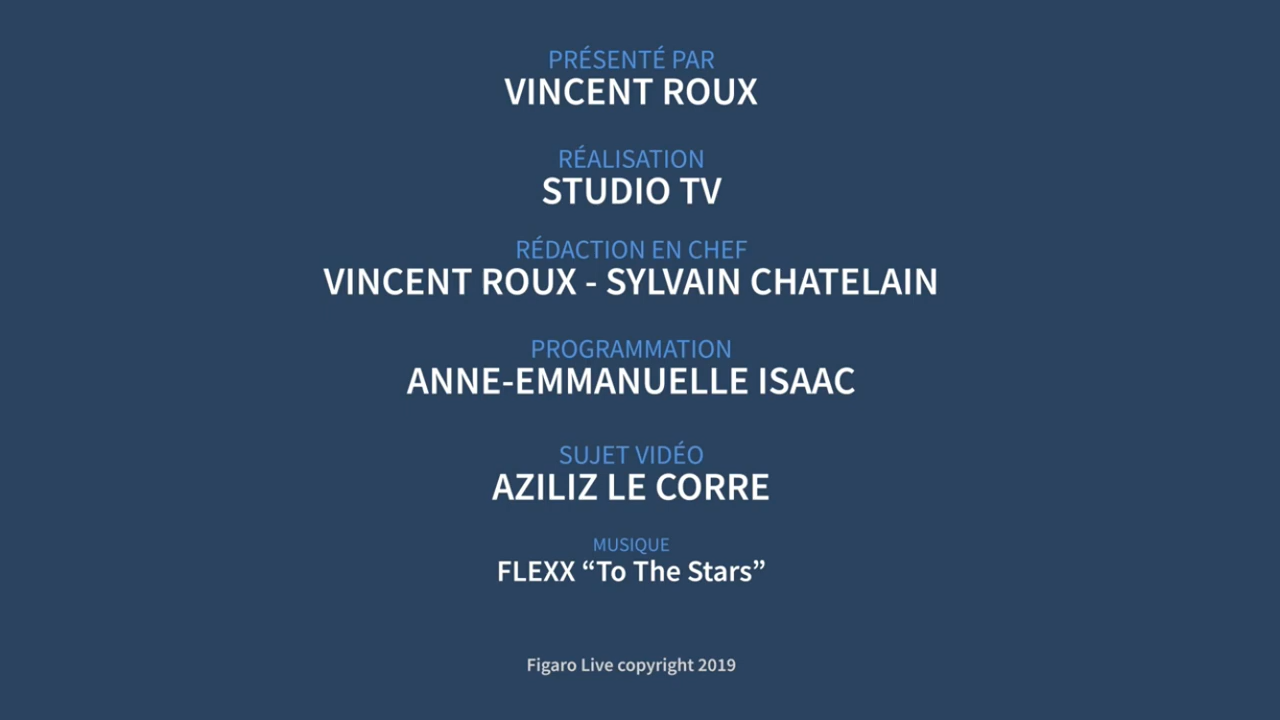 PRÉSENTÉ PAR
VINCENT ROUX
RÉALISATION
STUDIO TV
RÉDACTION EN CHEF
VINCENT ROUX - SYLVAIN CHATELAIN
PROGRAMMATION
ANNE-EMMANUELLE ISAAC
SUJET VIDÉO
AZILIZ LE CORRE
MUSIQUE
FLEXX “To The Stars”
Figaro Live copyright 2019